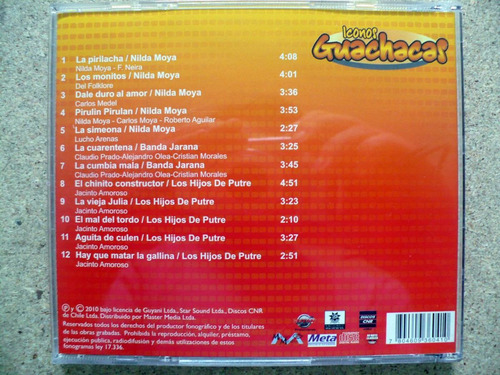 Iconos
Guachacas
1 La pirilacha / Nilda Moya 4:08
Nilda Moya - F. Neira
2 Los monitos / Nilda Moya 4:01
Del Folklore
3 Dale duro al amor / Nilda Moya 3:36
Carlos Medel
4 Pirulín Pirulan / Nilda Moya 3:53
Nilda Moya - Carlos Moya - Roberto Aguilar
5 La simeona / Nilda Moya 2:27
Lucho Arenas
6 La cuarentena / Banda Jarana 3:25
Claudio Prado-Alejandro Olea-Cristian Morales
7 La cumbia mala / Banda Jarana 3:45
Claudio Prado-Alejandro Olea-Cristian Morales
8 El chinito constructor / Los Hijos De Putre 4:51
Jacinto Amoroso
9 La vieja Julia / Los Hijos De Putre 3:23
Jacinto Amoroso
10 El mal del tordo / Los Hijos De Putre 2:10
Jacinto Amoroso
11 Aguita de culen / Los Hijos De Putre 3:27
Jacinto Amoroso
12 Hay que matar la gallina / Los Hijos De Putre 2:51
Jacinto Amoroso
℗ y © 2010 bajo licencia de Guyani Ltda., Star Sound Ltda., Discos CNR
de Chile Ltda. Distribuido por Master Media Ltda.
Reservados todos los derechos del productor fonográfico y de los titulares
de las obras grabadas. Prohibida la reproducción, alquiler, préstamo,
ejecución pública, radiodifusión y demás utilizaciones de estos
fonogramas ley 17.336.
DISCOS
CNR
Meta